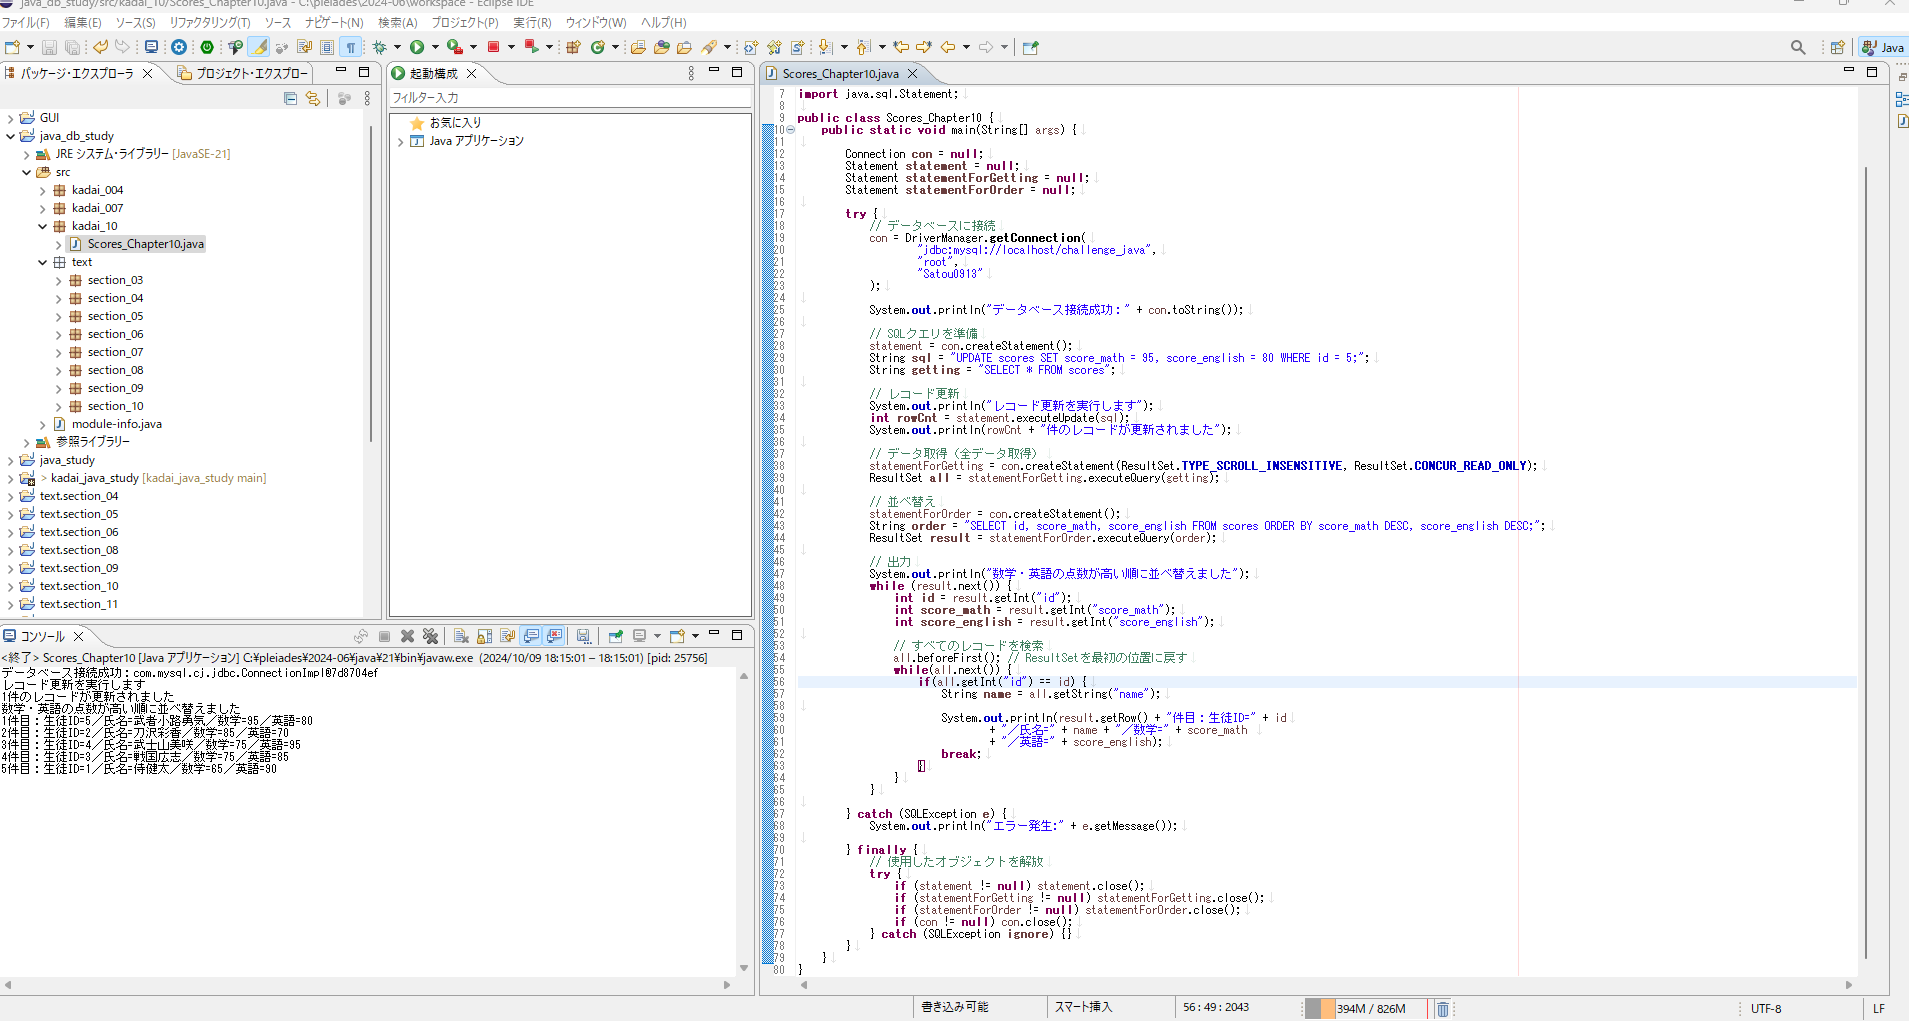 java_db_study/src/kadai_10/Scores_Chapter10.java - C:\pleiades\2024-06\workspace - Eclipse IDE
ファイル(F) 編集(E) ソース(S) リファクタリング(T) ソース ナビゲート(N) 検索(A) プロジェクト(P) 実行(R) ウィンドウ(W) ヘルプ(H)
Java
パッケージ・エクスプローラ
プロジェクト・エクスプロー
GUI
java_db_study
JRE システム・ライブラリー [JavaSE-21]
src
kadai_004
kadai_007
kadai_10
Scores_Chapter10.java
text
section_03
section_04
section_05
section_06
section_07
section_08
section_09
section_10
module-info.java
参照ライブラリー
java_study
> kadai_java_study [kadai_java_study main]
text.section_04
text.section_05
text.section_06
text.section_08
text.section_09
text.section_10
text.section_11
起動構成
フィルター入力
お気に入り
Java アプリケーション
コンソール
<終了> Scores_Chapter10 [Java アプリケーション] C:¥pleiades¥2024-06¥java¥21¥bin¥javaw.exe (2024/10/09 18:15:01 – 18:15:01) [pid: 25756]
データベース接続成功：com.mysql.cj.jdbc.ConnectionImpl@7d8704ef
レコード更新を実行します
1件のレコードが更新されました
数学・英語の点数が高い順に並べ替えました
1件目：生徒ID=5／氏名=武者小路勇気／数学=95／英語=80
2件目：生徒ID=2／氏名=刀沢彩香／数学=85／英語=70
3件目：生徒ID=4／氏名=武士山美咲／数学=75／英語=95
4件目：生徒ID=3／氏名=戦国広志／数学=75／英語=85
5件目：生徒ID=1／氏名=侍健太／数学=65／英語=90
Scores_Chapter10.java
7 import java.sql.Statement;
8
9 public class Scores_Chapter10 {
10 public static void main(String[] args) {
11
12 Connection con = null;
13 Statement statement = null;
14 Statement statementForGetting = null;
15 Statement statementForOrder = null;
16
17 try {
18 // データベースに接続
19 con = DriverManager.getConnection(
20 "jdbc:mysql://localhost/challenge_java",
21 "root",
22 "Satou0913"
23 );
24
25 System.out.println("データベース接続成功：" + con.toString());
26
27 // SQLクエリを準備
28 statement = con.createStatement();
29 String sql = "UPDATE scores SET score_math = 95, score_english = 80 WHERE id = 5;";
30 String getting = "SELECT * FROM scores";
31
32 // レコード更新
33 System.out.println("レコード更新を実行します");
34 int rowCnt = statement.executeUpdate(sql);
35 System.out.println(rowCnt + "件のレコードが更新されました");
36
37 // データ取得（全データ取得）
38 statementForGetting = con.createStatement(ResultSet.TYPE_SCROLL_INSENSITIVE, ResultSet.CONCUR_READ_ONLY);
39 ResultSet all = statementForGetting.executeQuery(getting);
40
41 // 並べ替え
42 statementForOrder = con.createStatement();
43 String order = "SELECT id, score_math, score_english FROM scores ORDER BY score_math DESC, score_english DESC;";
44 ResultSet result = statementForOrder.executeQuery(order);
45
46 // 出力
47 System.out.println("数学・英語の点数が高い順に並べ替えました");
48 while (result.next()) {
49 int id = result.getInt("id");
50 int score_math = result.getInt("score_math");
51 int score_english = result.getInt("score_english");
52
53 // すべてのレコードを検索
54 all.beforeFirst(); // ResultSetを最初の位置に戻す
55 while(all.next()) {
56 if(all.getInt("id") == id) {
57 String name = all.getString("name");
58
59 System.out.println(result.getRow() + "件目：生徒ID=" + id
60 + "／氏名=" + name + "／数学=" + score_math
61 + "／英語=" + score_english);
62 break;
63 }
64 }
65 }
66
67 } catch (SQLException e) {
68 System.out.println("エラー発生:" + e.getMessage());
69
70 } finally {
71 // 使用したオブジェクトを解放
72 try {
73 if (statement != null) statement.close();
74 if (statementForGetting != null) statementForGetting.close();
75 if (statementForOrder != null) statementForOrder.close();
76 if (con != null) con.close();
77 } catch (SQLException ignore) {}
78 }
79 }
80 }
書き込み可能 スマート挿入 56 : 49 : 2043 394M / 826M UTF-8 LF